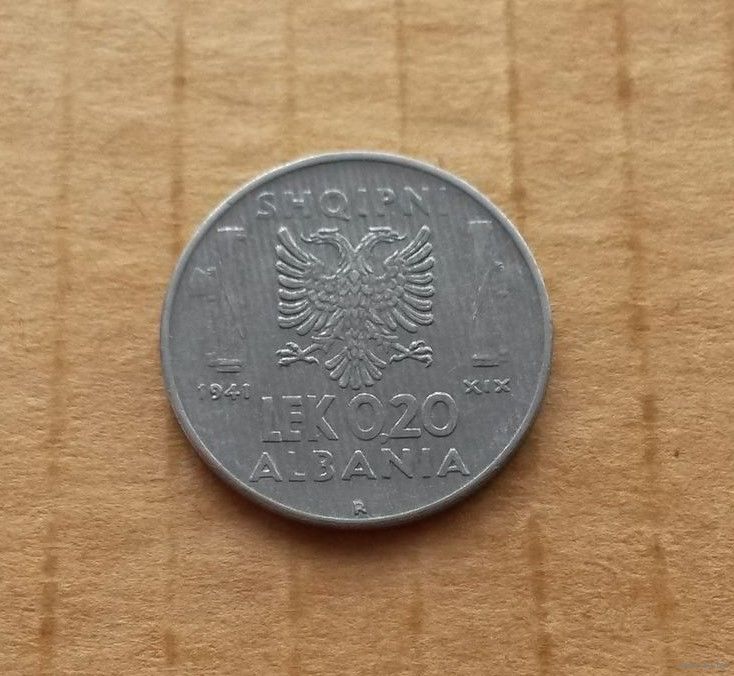 SHQIPNI
1941 XIX
LEK 0,20
ALBANIA
R